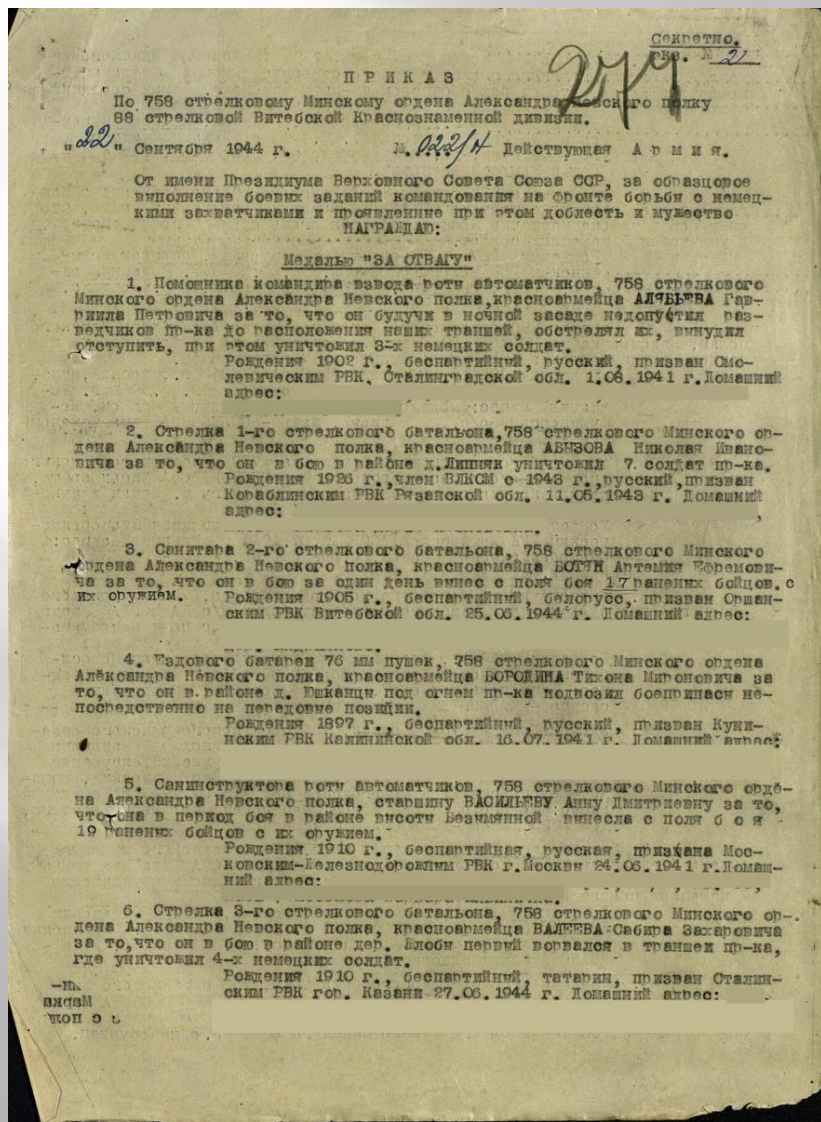 Секретно.
экз. № 2
274
П Р И К А З
По 758 стрелковому Минскому ордена Александра Невского полку
88 стрелковой Витебской Краснознаменной дивизии.
"22" Сентября 1944 г. № 022/н Действующая А р м и я.
От имени Президиума Верховного Совета Союза ССР, за образцовое
выполнение боевых заданий командования на фронте борьбы с немец-
кими захватчиками и проявленные при этом доблесть и мужество
НАГРАЖДАЮ:
Медалью "ЗА ОТВАГУ"
1. Помошника командира взвода роты автоматчиков, 758 стрелкового
Минского ордена Александра Невского полка,красноармейца АЛЯБЬЕВА Гав-
риила Петровича за то, что он будучи в ночной засаде недопустил раз-
ведчиков пр-ка до расположения наших траншей, обстрелял их, вынудил
отступить, при этом уничтожил 3-х немецких солдат.
Рождения 1902 г., беспартийный, русский, призван Смо-
левическим РВК, Сталинградской обл. 1.08.1941 г.Домашний
адрес:
2. Стрелка 1-го стрелкового батальона,758 стрелкового Минского ор-
дена Александра Невского полка, красноармейца АБЫЗОВА Николая Ивано-
вича за то, что он в бою в районе д.Липняк уничтожил 7 солдат пр-ка.
Рождения 1926 г.,член ВЛКСМ с 1943 г.,русский,призван
Кораблинским РВК Рязанской обл. 11.05.1943 г. Домашний
адрес:
3. Санитара 2-го стрелкового батальона, 758 стрелкового Минского
ордена Александра Невского полка, красноармейца БОТЯН Артемия Ефремови-
ча за то, что он в бою за один день вынес с поля боя 17 раненых бойцов. с
их оружием. Рождения 1905 г., беспартийный, белорусс, призван Оршан-
ским РВК Витебской обл. 25.06.1944 г. Домашний адрес:
4. Ездового батареи 76 мм пушек, 758 стрелкового Минского ордена
Александра Невского полка, красноармейца БОРОДИНА Тихона Мироновича за
то, что он в районе д. Юшканцы под огнем пр-ка подвозил боеприпасы не-
посредственно на передовые позиции.
Рождения 1897 г., беспартийный, русский, призван Куни-
нским РВК Калининской обл. 16.07.1941 г. Домашний адрес:
5. Санинструктора роты автоматчиков, 758 стрелкового Минского орде-
на Александра Невского полка, старшину ВАСИЛЬЕВУ Анну Дмитриевну за то,
что она в период боя в районе высоты Безымянной вынесла с поля б о я
19 раненых бойцов с их оружием.
Рождения 1910 г., беспартийная, русская, призвана Мос-
ковским-Железнодорожным РВК г.Москвы 24.06.1941 г.Домаш-
ний адрес:
6. Стрелка 3-го стрелкового батальона, 758 стрелкового Минского ор-
дена Александра Невского полка, красноармейца ВАЛЕЕВА Сабира Захаровича
за то,что он в бою в районе дер. Жлобы первый ворвался в траншеи пр-ка,
где уничтожил 4-х немецких солдат.
Рождения 1910 г., беспартийный, татарин, призван Сталин-
ским РВК гор. Казани 27.06.1944 г. Домашний адрес: